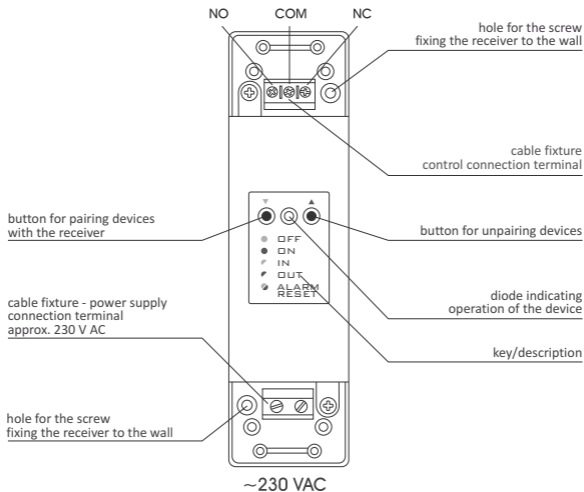 NO COM NC
hole for the screw
fixing the receiver to the wall
cable fixture
control connection terminal
button for pairing devices
with the receiver
button for unpairing devices
OFF
ON
IN
OUT
ALARM
RESET
cable fixture - power supply
connection terminal
approx. 230 V AC
diode indicating
operation of the device
key/description
hole for the screw
fixing the receiver to the wall
~230 VAC